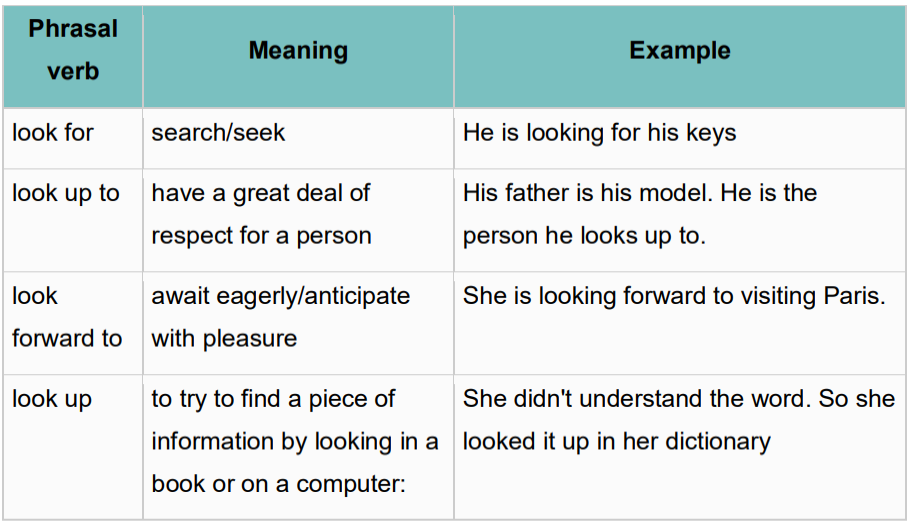 Phrasal
verb
Meaning
Example
look for
search/seek
He is looking for his keys
look up to
have a great deal of
respect for a person
His father is his model. He is the
person he looks up to.
look
forward to
await eagerly/anticipate
with pleasure
She is looking forward to visiting Paris.
look up
to try to find a piece of
information by looking in a
book or on a computer:
She didn't understand the word. So she
looked it up in her dictionary